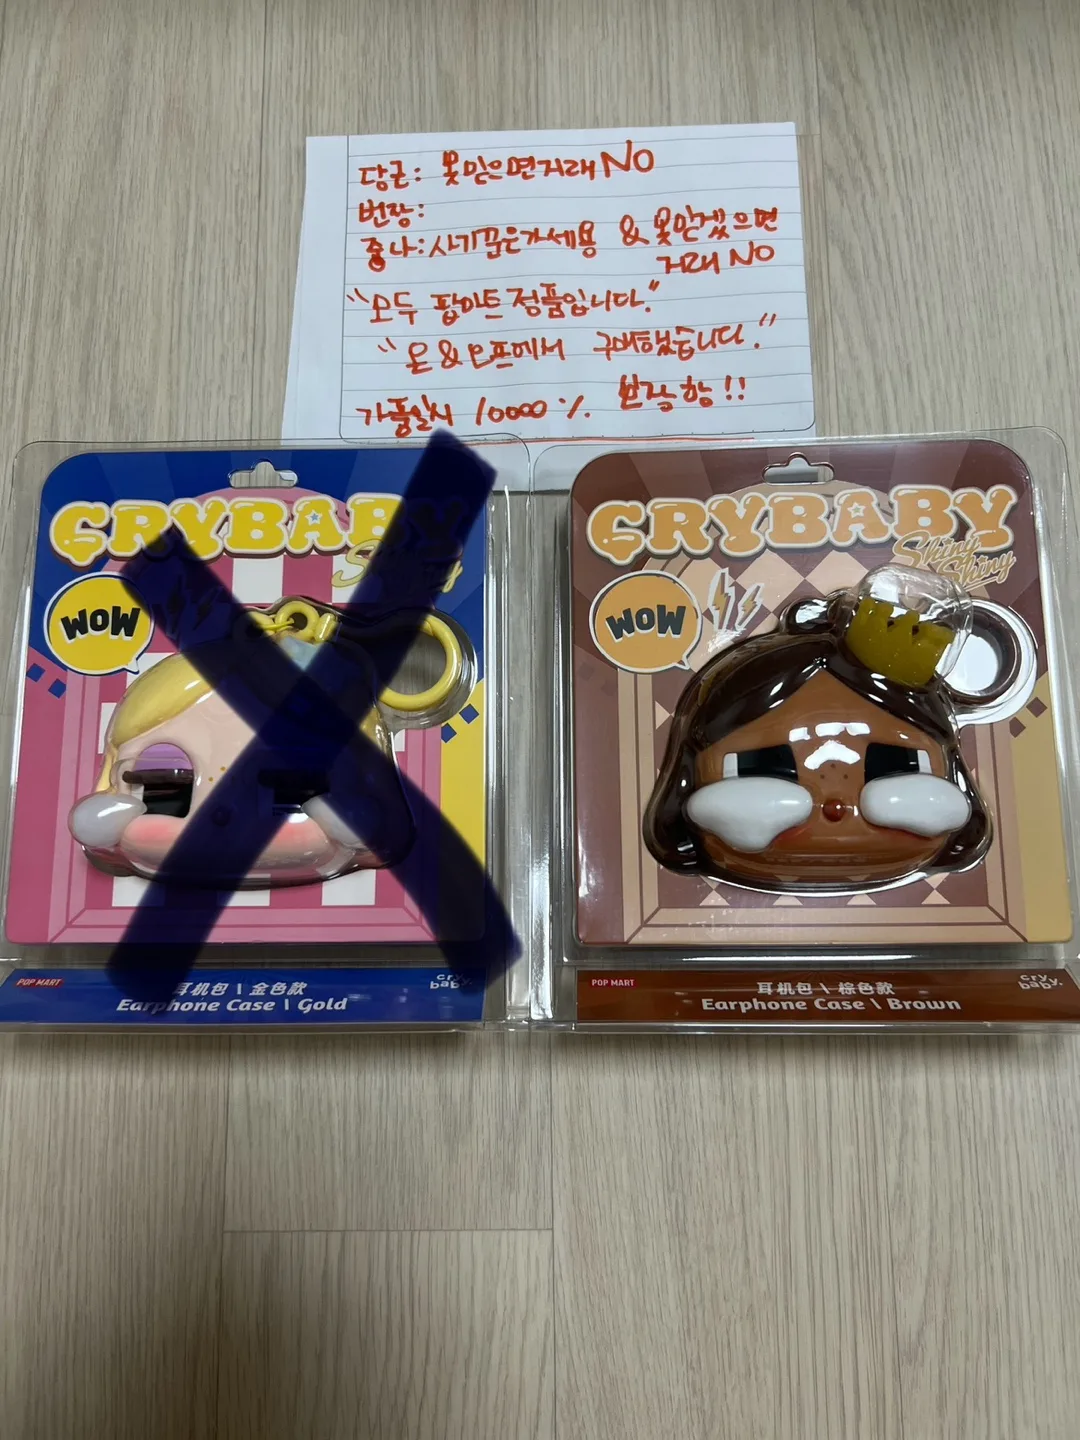 당근: 못믿으면거래 NO
번장:
중나: 사기꾼은가세용 & 못믿겠으면
거래 NO
"모두 팝마트 정품입니다."
"온&오프에서 구매했습니다."
가품일시 10000 % 보장함!!
CRYBABY
Shiny
WOW
POP MART
耳机包 \ 金色款
Earphone Case \ Gold
cry
baby.
CRYBABY
Shiny
Shiny
WOW
POP MART
耳机包 \ 棕色款
Earphone Case \ Brown
cry
baby.